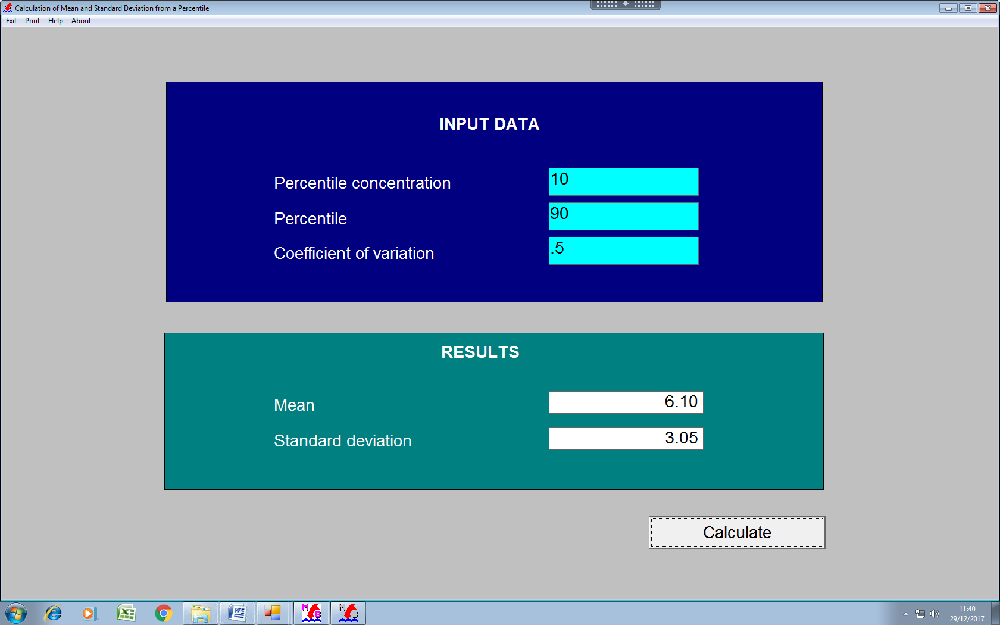 Calculation of Mean and Standard Deviation from a Percentile
Exit Print Help About
INPUT DATA
Percentile concentration 10
Percentile 90
Coefficient of variation .5
RESULTS
Mean 6.10
Standard deviation 3.05
Calculate
M B M B
11:40
29/12/2017